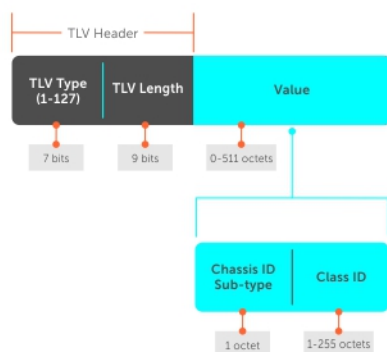 TLV Header
TLV Type
(1-127)
TLV Length
Value
7 bits
9 bits
0-511 octets
Chassis ID
Sub-type
Class ID
1 octet
1-255 octets